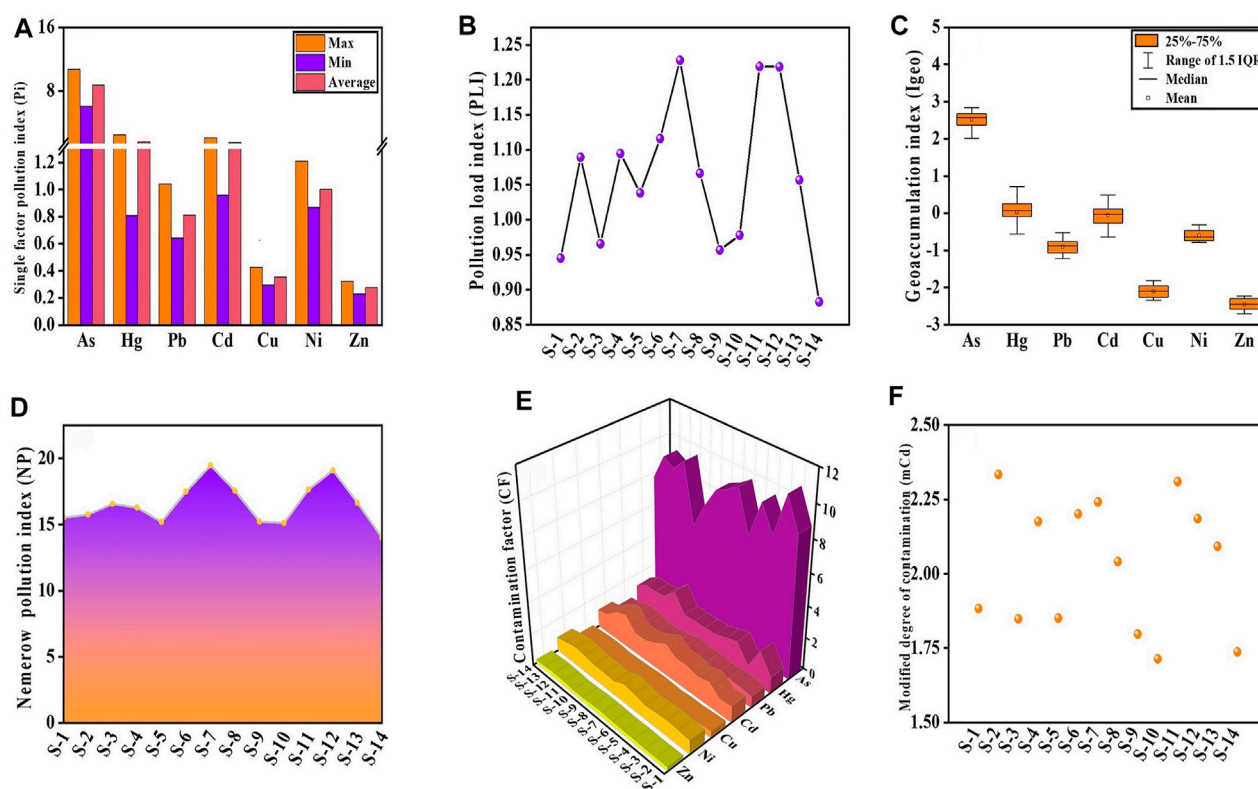 A
Single factor pollution index (Pi)
16
8
1.2
1.0
0.8
0.6
0.4
0.2
0.0
Max
Min
Average
As Hg Pb Cd Cu Ni Zn
B
Pollution load index (PLI)
1.25
1.20
1.15
1.10
1.05
1.00
0.95
0.90
0.85
S-1 S-2 S-3 S-4 S-5 S-6 S-7 S-8 S-9 S-10 S-11 S-12 S-13 S-14
C
Geoaccumulation index (Igeo)
5
4
3
2
1
0
-1
-2
-3
25%-75%
Range of 1.5 IQR
Median
Mean
As Hg Pb Cd Cu Ni Zn
D
Nemerow pollution index (NP)
20
15
10
5
0
S-1 S-2 S-3 S-4 S-5 S-6 S-7 S-8 S-9 S-10 S-11 S-12 S-13 S-14
E
Contamination factor (CF)
12
10
8
6
4
2
0
As
Hg
Pb
Cd
Cu
Ni
Zn
F
Modified degree of contamination (mCd)
2.50
2.25
2.00
1.75
1.50
S-1 S-2 S-3 S-4 S-5 S-6 S-7 S-8 S-9 S-10 S-11 S-12 S-13 S-14